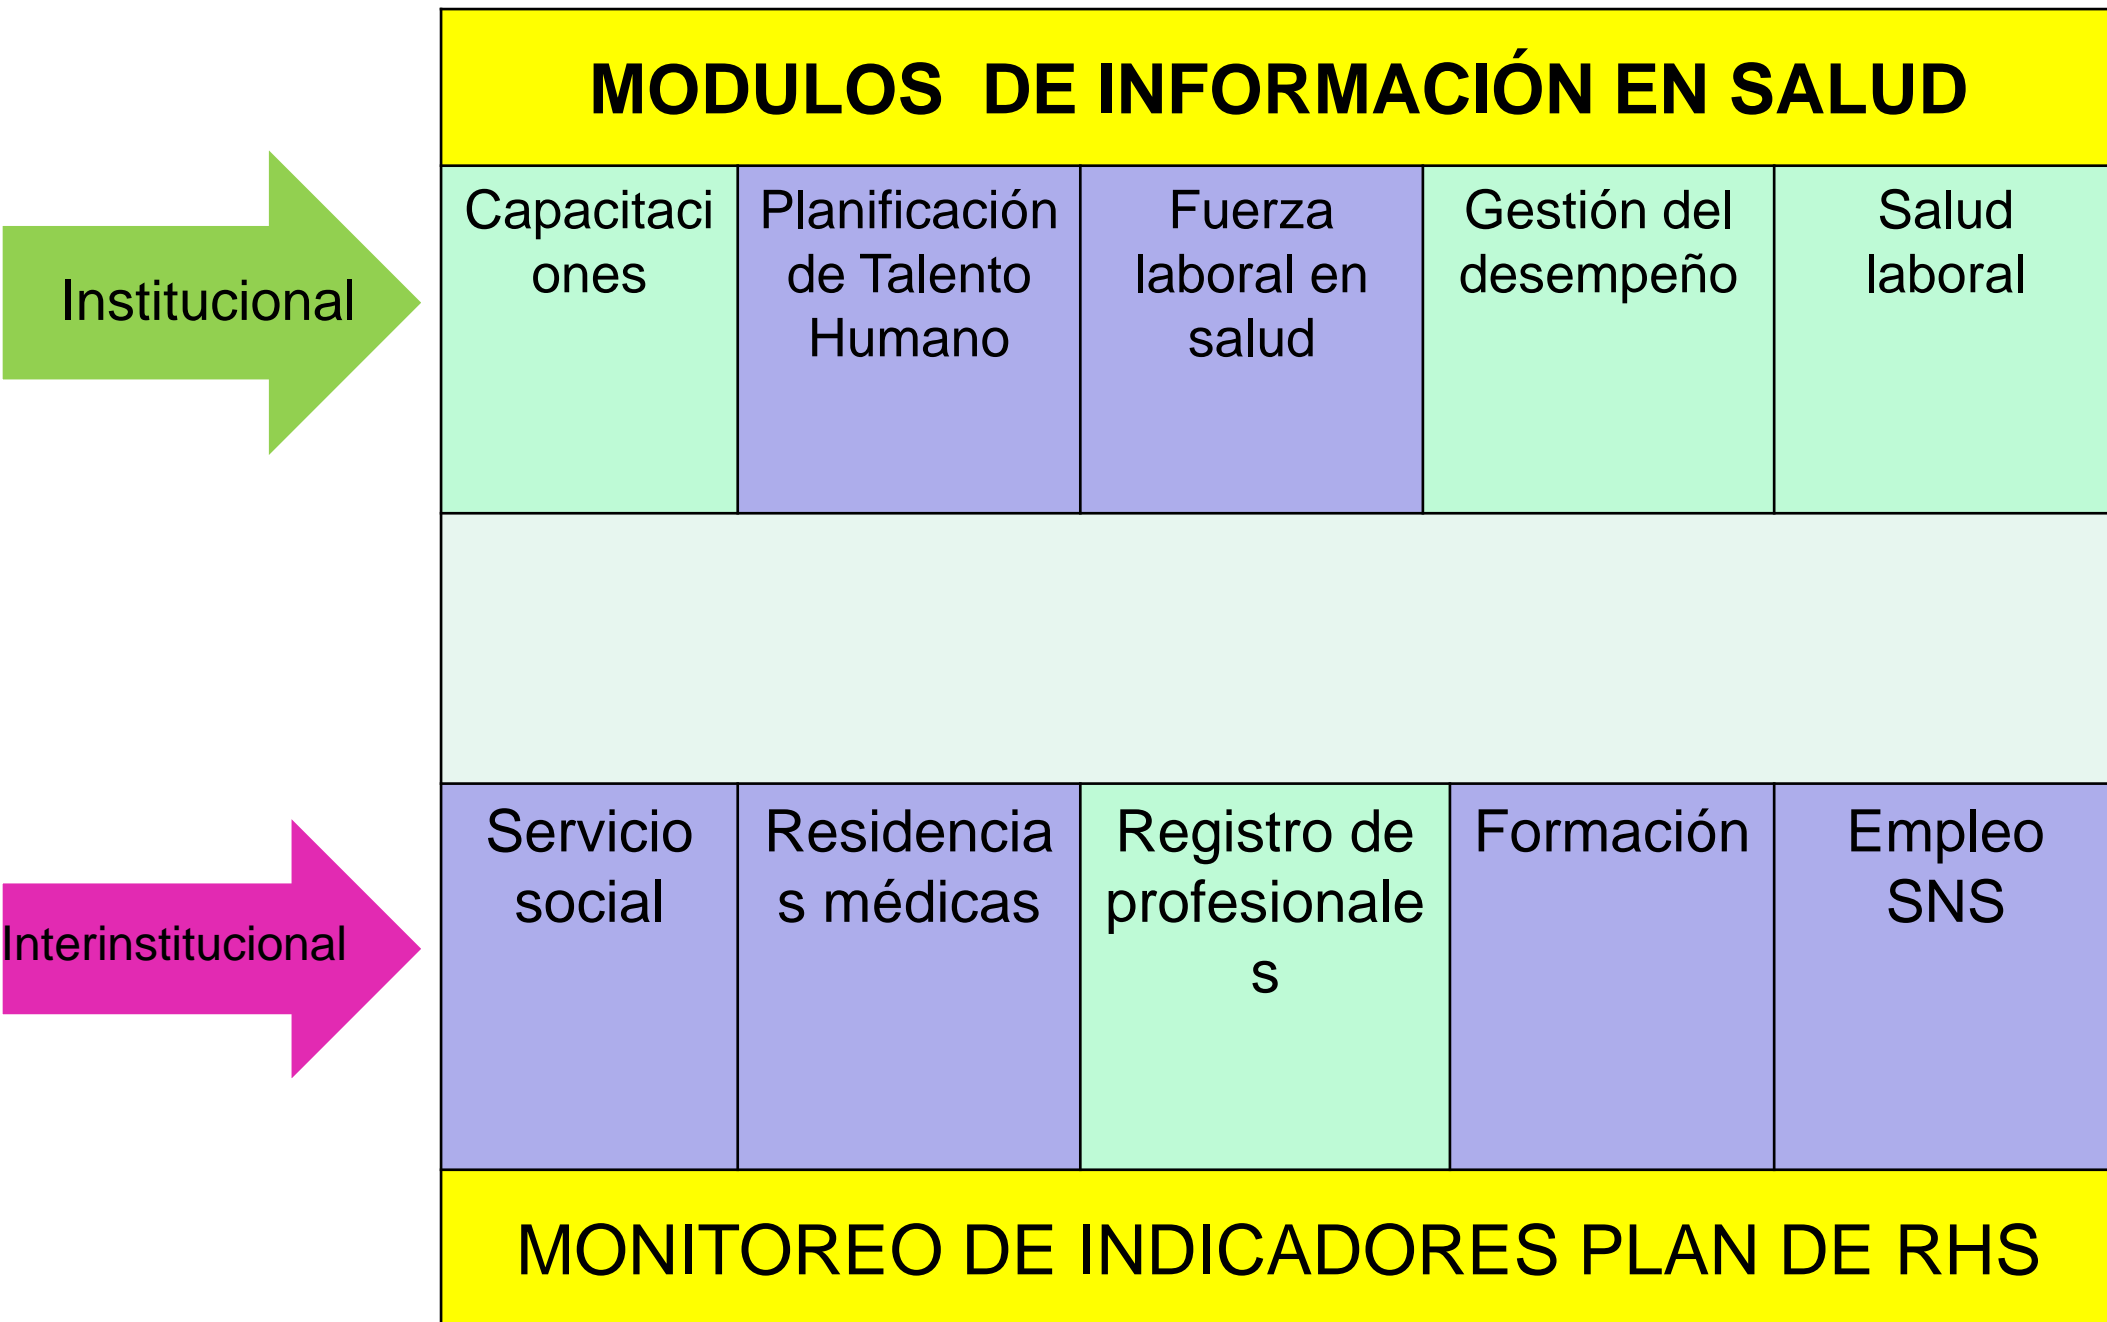 MODULOS DE INFORMACIÓN EN SALUD
Institucional
Capacitaci
ones
Planificación
de Talento
Humano
Fuerza
laboral en
salud
Gestión del
desempeño
Salud
laboral
Interinstitucional
Servicio
social
Residencia
s médicas
Registro de
profesionale
s
Formación
Empleo
SNS
MONITOREO DE INDICADORES PLAN DE RHS